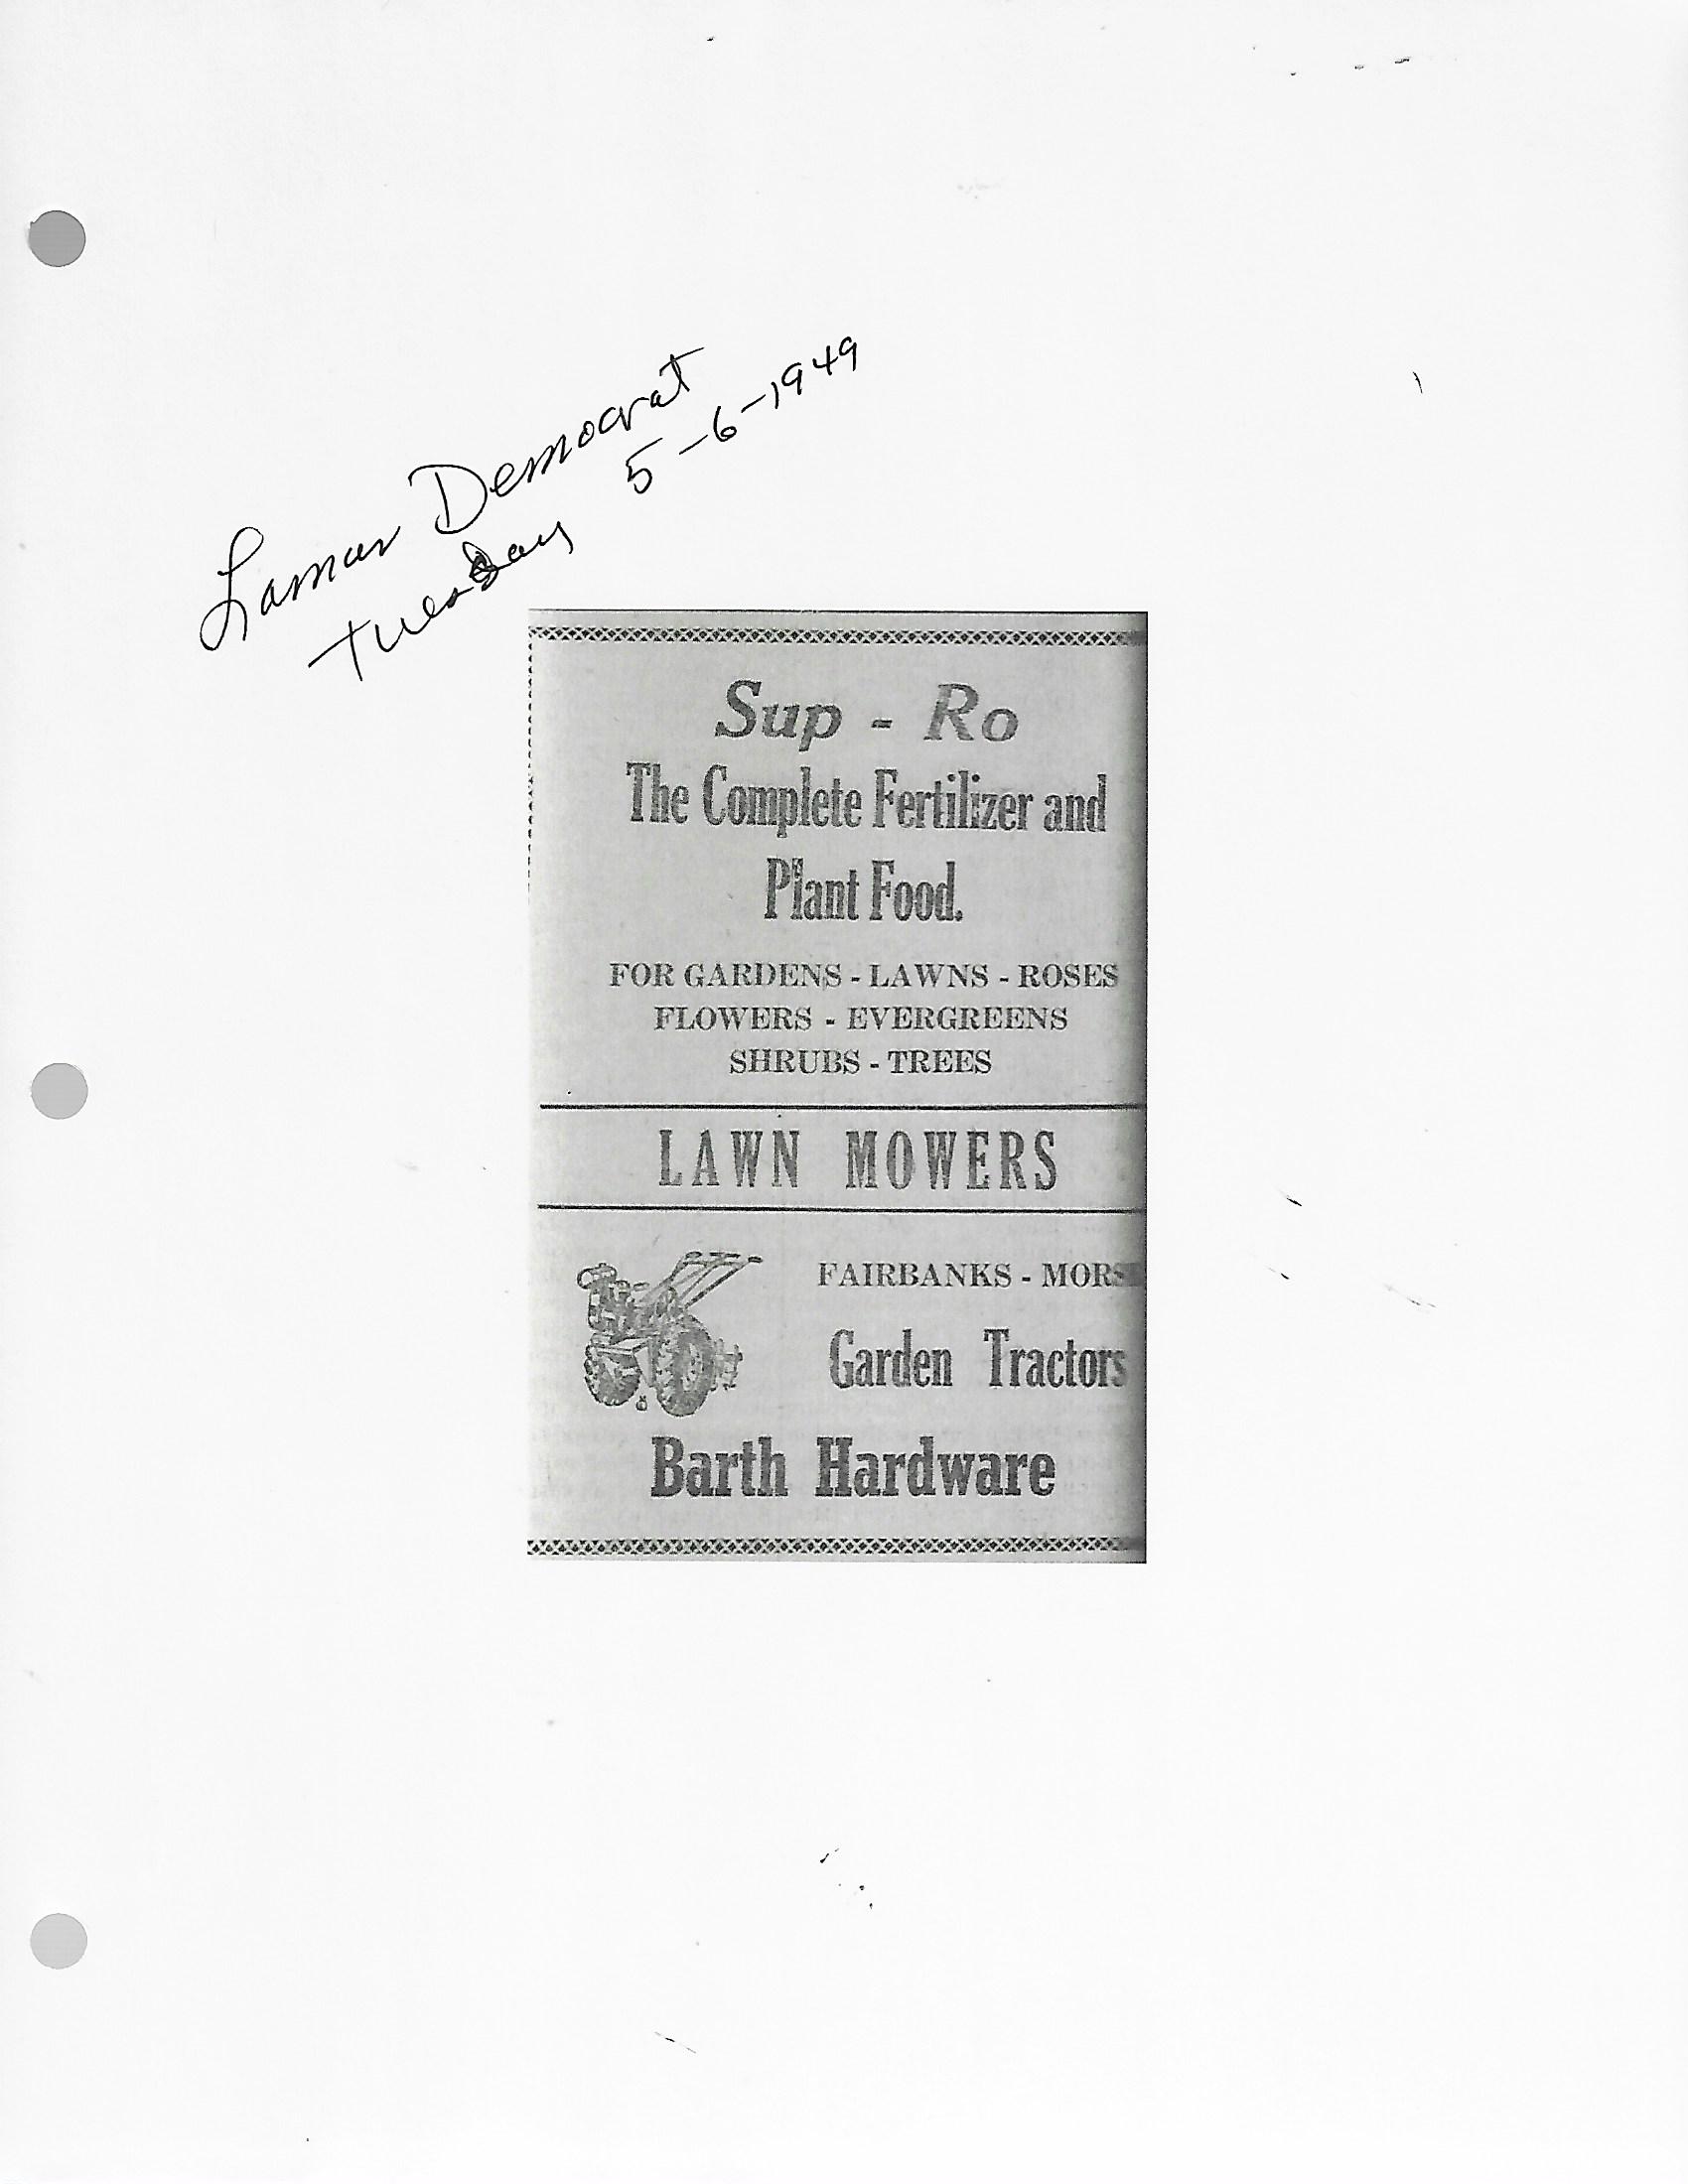 Lamar Democrat
Tuesday 5-6-1949
Sup - Ro
The Complete Fertilizer and
Plant Food.
FOR GARDENS - LAWNS - ROSES
FLOWERS - EVERGREENS
SHRUBS - TREES
LAWN MOWERS
FAIRBANKS - MORS
Garden Tractors
Barth Hardware